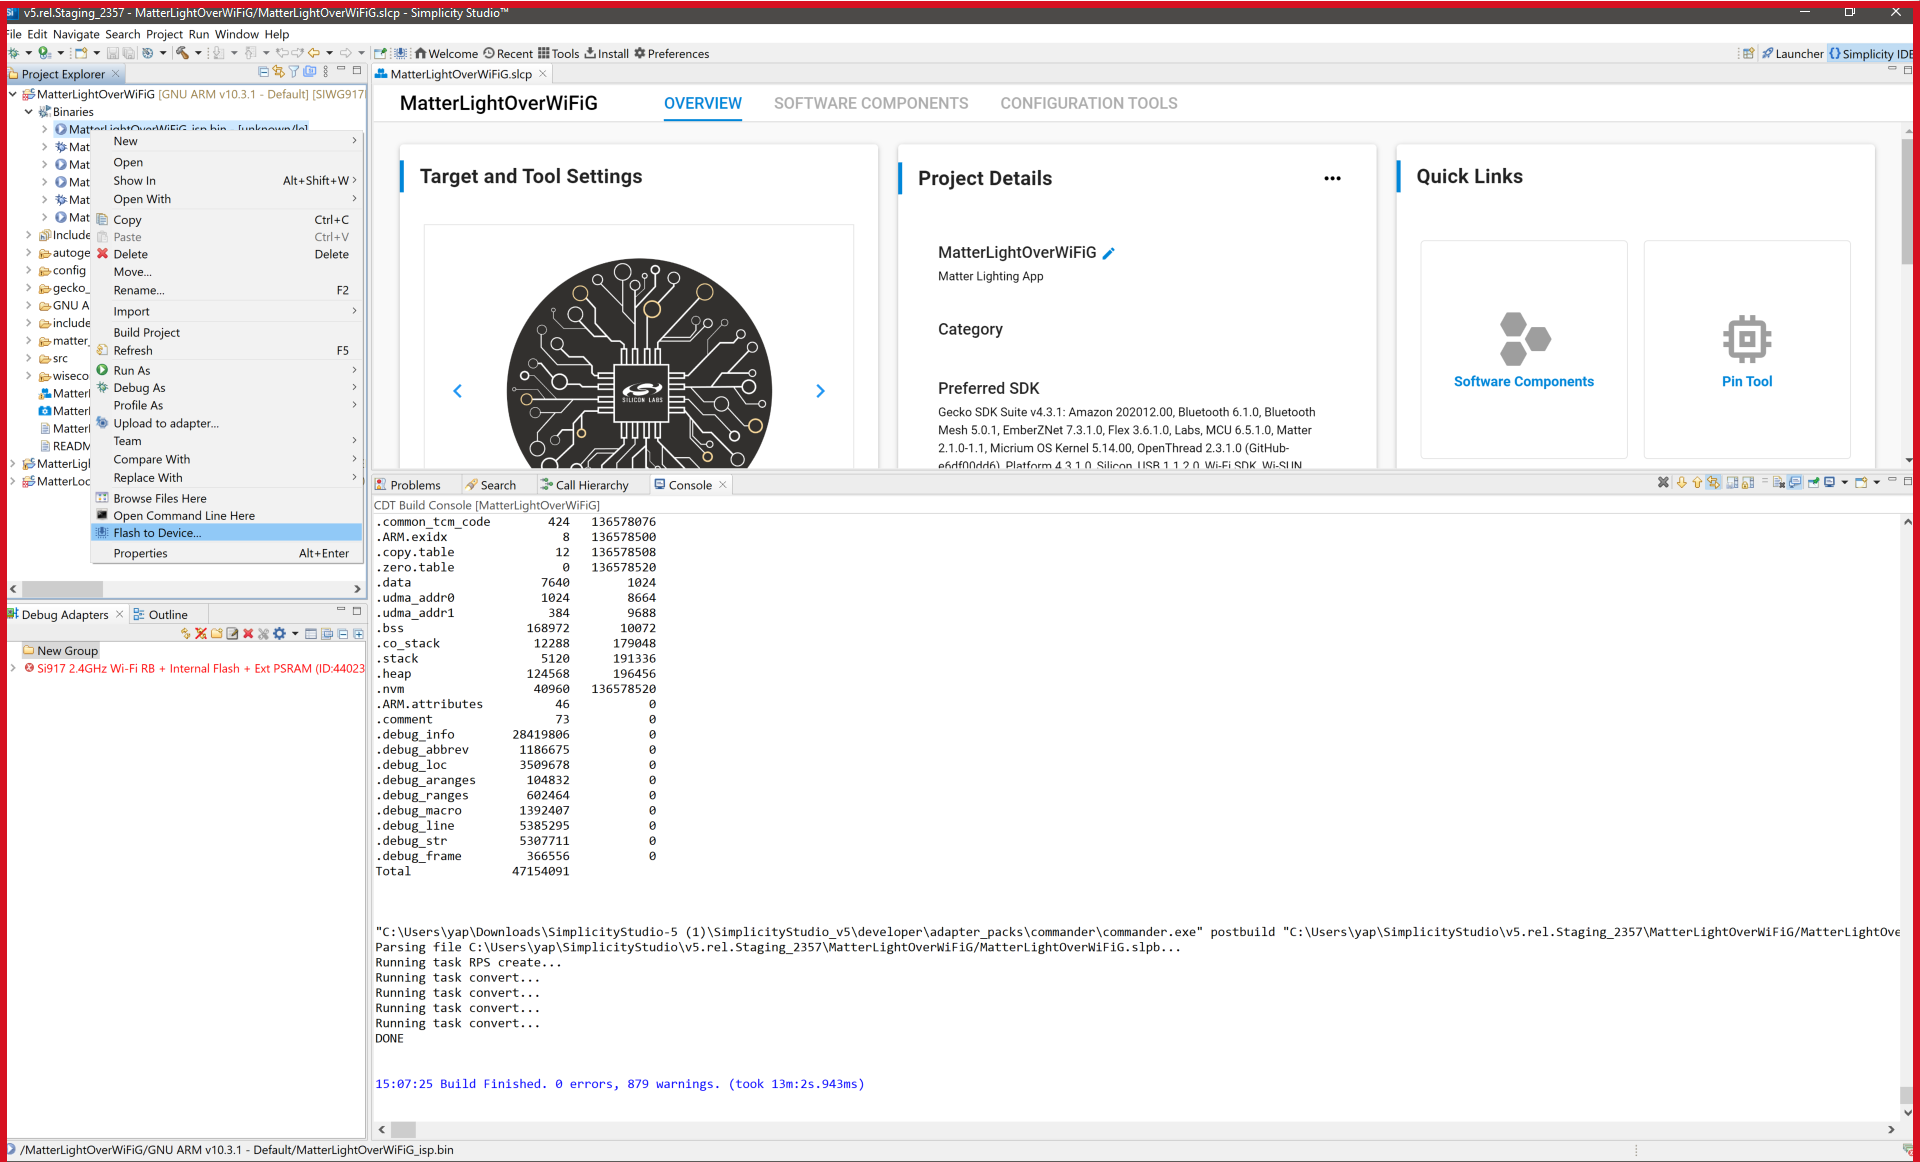 v5.rel.Staging_2357 - MatterLightOverWiFiG/MatterLightOverWiFiG.slcp - Simplicity Studio™
File Edit Navigate Search Project Run Window Help
Welcome Recent Tools Install Preferences
Launcher Simplicity IDE
Project Explorer
MatterLightOverWiFiG [GNU ARM v10.3.1 - Default] [SIWG917
Binaries
MatterLightOverWiFiG_isp.bin - [unknown/le]
Mat
Mat
Mat
Mat
Mat
Include
autoge
config
gecko_
GNU A
include
matter_
src
wiseco
Matterl
Matterl
Matterl
READM
MatterLigl
MatterLoc
New
Open
Show In Alt+Shift+W
Open With
Copy Ctrl+C
Paste Ctrl+V
Delete Delete
Move...
Rename... F2
Import
Build Project
Refresh F5
Run As
Debug As
Profile As
Upload to adapter...
Team
Compare With
Replace With
Browse Files Here
Open Command Line Here
Flash to Device...
Properties Alt+Enter
Debug Adapters Outline
New Group
Si917 2.4GHz Wi-Fi RB + Internal Flash + Ext PSRAM (ID:44023
MatterLightOverWiFiG.slcp
MatterLightOverWiFiG OVERVIEW SOFTWARE COMPONENTS CONFIGURATION TOOLS
Target and Tool Settings
SILICON LABS
Project Details ...
MatterLightOverWiFiG
Matter Lighting App
Category
Preferred SDK
Gecko SDK Suite v4.3.1: Amazon 202012.00, Bluetooth 6.1.0, Bluetooth
Mesh 5.0.1, EmberZNet 7.3.1.0, Flex 3.6.1.0, Labs, MCU 6.5.1.0, Matter
2.1.0-1.1, Micrium OS Kernel 5.14.00, OpenThread 2.3.1.0 (GitHub-
e6df00dd6), Platform 4.3.1.0, Silicon, USB 1.1.2.0, Wi-Fi SDK, Wi-SUN
Quick Links
Software Components
Pin Tool
Problems Search Call Hierarchy Console
CDT Build Console [MatterLightOverWiFiG]
.common_tcm_code 424 136578076
.ARM.exidx 8 136578500
.copy.table 12 136578508
.zero.table 0 136578520
.data 7640 1024
.udma_addr0 1024 8664
.udma_addr1 384 9688
.bss 168972 10072
.co_stack 12288 179048
.stack 5120 191336
.heap 124568 196456
.nvm 40960 136578520
.ARM.attributes 46 0
.comment 73 0
.debug_info 28419806 0
.debug_abbrev 1186675 0
.debug_loc 3509678 0
.debug_aranges 104832 0
.debug_ranges 602464 0
.debug_macro 1392407 0
.debug_line 5385295 0
.debug_str 5307711 0
.debug_frame 366556 0
Total 47154091
"C:\Users\yap\Downloads\SimplicityStudio-5 (1)\SimplicityStudio_v5\developer\adapter_packs\commander\commander.exe" postbuild "C:\Users\yap\SimplicityStudio\v5.rel.Staging_2357\MatterLightOverWiFiG/MatterLightOve
Parsing file C:\Users\yap\SimplicityStudio\v5.rel.Staging_2357\MatterLightOverWiFiG/MatterLightOverWiFiG.slpb...
Running task RPS create...
Running task convert...
Running task convert...
Running task convert...
Running task convert...
DONE
15:07:25 Build Finished. 0 errors, 879 warnings. (took 13m:2s.943ms)
/MatterLightOverWiFiG/GNU ARM v10.3.1 - Default/MatterLightOverWiFiG_isp.bin